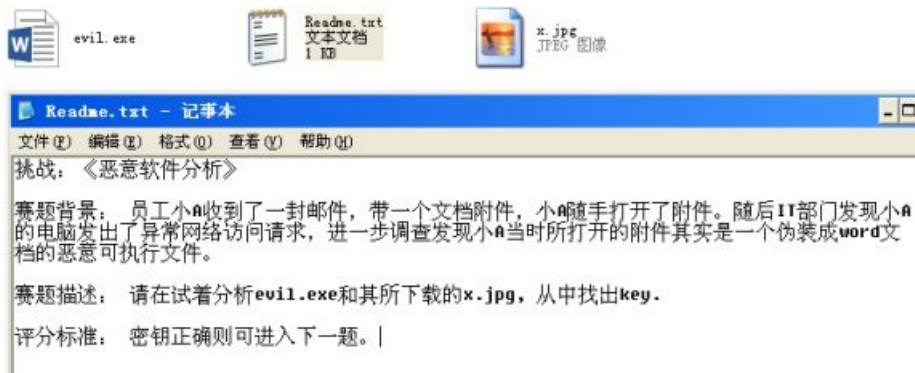 evil.exe
Readme.txt
文本文档
1 KB
x.jpg
JPEG 图像
Readme.txt - 记事本
文件(F) 编辑(E) 格式(O) 查看(V) 帮助(H)
挑战：《恶意软件分析》
赛题背景： 员工小A收到了一封邮件，带一个文档附件，小A随手打开了附件。随后IT部门发现小A
的电脑发出了异常网络访问请求，进一步调查发现小A当时所打开的附件其实是一个伪装成word文
档的恶意可执行文件。
赛题描述： 请在试着分析evil.exe和其所下载的x.jpg，从中找出key.
评分标准： 密钥正确则可进入下一题。